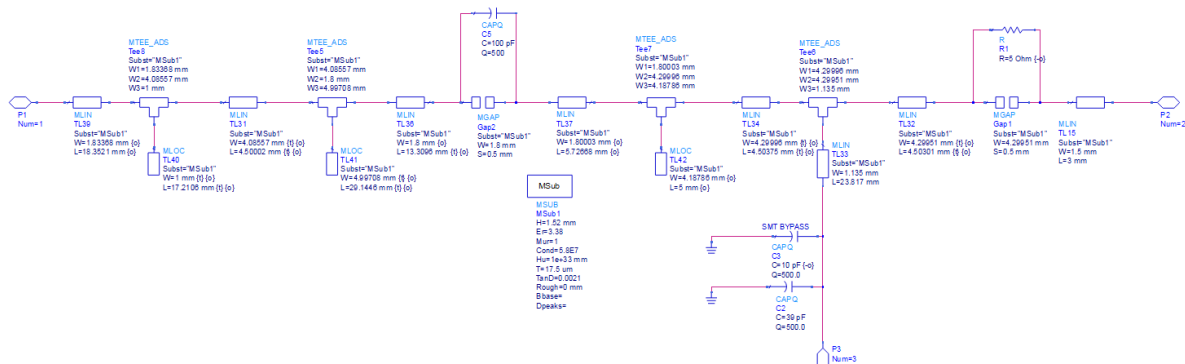 CAPQ
C5
C=100 pF
Q=500
MTEE_ADS
Tee8
Subst="MSub1"
W1=1.83368 mm
W2=4.08557 mm
W3=1 mm
MTEE_ADS
Tee5
Subst="MSub1"
W1=4.08557 mm
W2=1.8 mm
W3=4.99708 mm
MTEE_ADS
Tee7
Subst="MSub1"
W1=1.80003 mm
W2=4.29996 mm
W3=4.18786 mm
MTEE_ADS
Tee6
Subst="MSub1"
W1=4.29996 mm
W2=4.29951 mm
W3=1.135 mm
R
R1
R=5 Ohm {-o}
P1
Num=1
MLIN
TL39
Subst="MSub1"
W=1.83368 mm {o}
L=18.3521 mm {o}
MLOC
TL40
Subst="MSub1"
W=1 mm {t} {o}
L=17.2106 mm {t} {o}
MLIN
TL31
Subst="MSub1"
W=4.08557 mm {t} {o}
L=4.50002 mm {t} {o}
MLOC
TL41
Subst="MSub1"
W=4.99708 mm {t} {o}
L=29.1446 mm {t} {o}
MLIN
TL36
Subst="MSub1"
W=1.8 mm {o}
L=13.3096 mm {t} {o}
MGAP
Gap2
Subst="MSub1"
W=1.8 mm
S=0.5 mm
MLIN
TL37
Subst="MSub1"
W=1.80003 mm {o}
L=5.72668 mm {o}
MLOC
TL42
Subst="MSub1"
W=4.18786 mm {o}
L=5 mm {o}
MLIN
TL34
Subst="MSub1"
W=4.29996 mm {t} {o}
L=4.50375 mm {t} {o}
MLIN
TL33
Subst="MSub1"
W=1.135 mm
L=23.817 mm
MLIN
TL32
Subst="MSub1"
W=4.29951 mm {t} {o}
L=4.50301 mm {t} {o}
MGAP
Gap1
Subst="MSub1"
W=4.29951 mm
S=0.5 mm
MLIN
TL15
Subst="MSub1"
W=1.5 mm
L=3 mm
P2
Num=2
MSub
MSUB
MSub1
H=1.52 mm
Er=3.38
Mur=1
Cond=5.8E7
Hu=1e+33 mm
T=17.5 um
TanD=0.0021
Rough=0 mm
Bbase=
Dpeaks=
SMT BYPASS
CAPQ
C3
C=10 pF {-o}
Q=600.0
CAPQ
C2
C=39 pF
Q=500.0
P3
Num=3